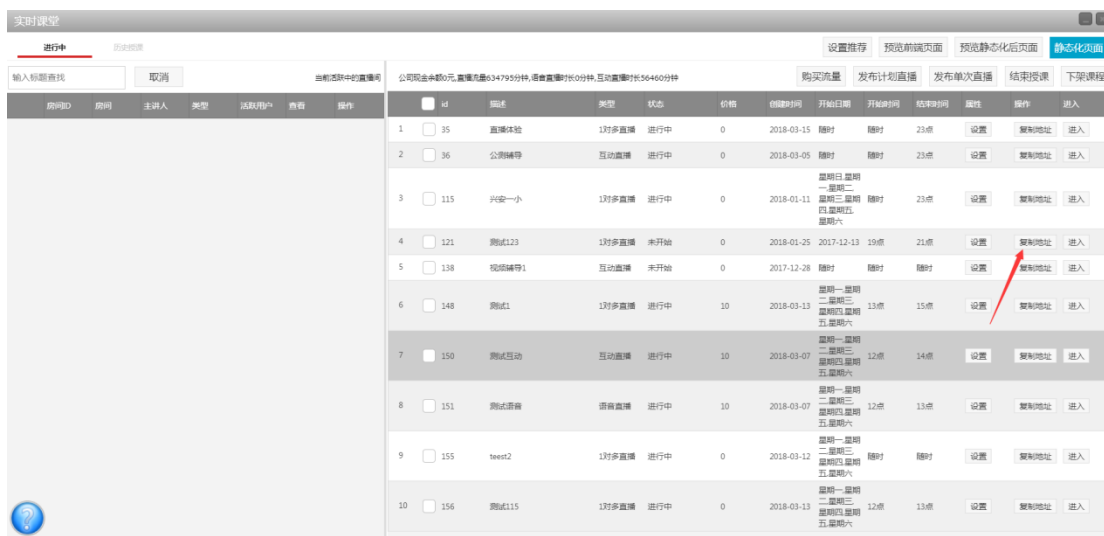 实时课堂
进行中 历史授课 设置推荐 预览前端页面 预览静态化后页面 静态化页面
输入标题查找 取消 当前活跃中的直播间 公司现金余额0元,直播流量634795分钟,语音直播时长0分钟,互动直播时长56460分钟 购买流量 发布计划直播 发布单次直播 结束授课 下架课程
房间ID 房间 主讲人 类型 活跃用户 查看 操作 id 描述 类型 状态 价格 创建时间 开始日期 开始时间 结束时间 属性 操作 进入
1 35 直播体验 1对多直播 进行中 0 2018-03-15 随时 随时 23点 设置 复制地址 进入
2 36 公测辅导 互动直播 进行中 0 2018-03-05 随时 随时 23点 设置 复制地址 进入
星期日,星期
一,星期二,
3 115 兴安一小 1对多直播 进行中 0 2018-01-11 星期三,星期 随时 23点 设置 复制地址 进入
四,星期五,
星期六
4 121 测试123 1对多直播 未开始 0 2018-01-25 2017-12-13 19点 21点 设置 复制地址 进入
5 138 视频辅导1 互动直播 未开始 0 2017-12-28 随时 随时 随时 设置 复制地址 进入
星期一,星期
二,星期三,
6 148 测试1 1对多直播 进行中 10 2018-03-13 星期四,星期 13点 15点 设置 复制地址 进入
五,星期六
星期一,星期
二,星期三,
7 150 测试互动 互动直播 进行中 10 2018-03-07 星期四,星期 12点 14点 设置 复制地址 进入
五,星期六
星期一,星期
二,星期三,
8 151 测试语音 语音直播 进行中 10 2018-03-07 星期四,星期 12点 13点 设置 复制地址 进入
五,星期六
星期一,星期
二,星期三,
9 155 teest2 1对多直播 进行中 0 2018-03-12 星期四,星期 随时 随时 设置 复制地址 进入
五,星期六
星期一,星期
二,星期三,
10 156 测试115 1对多直播 进行中 0 2018-03-13 星期四,星期 12点 13点 设置 复制地址 进入
五,星期六